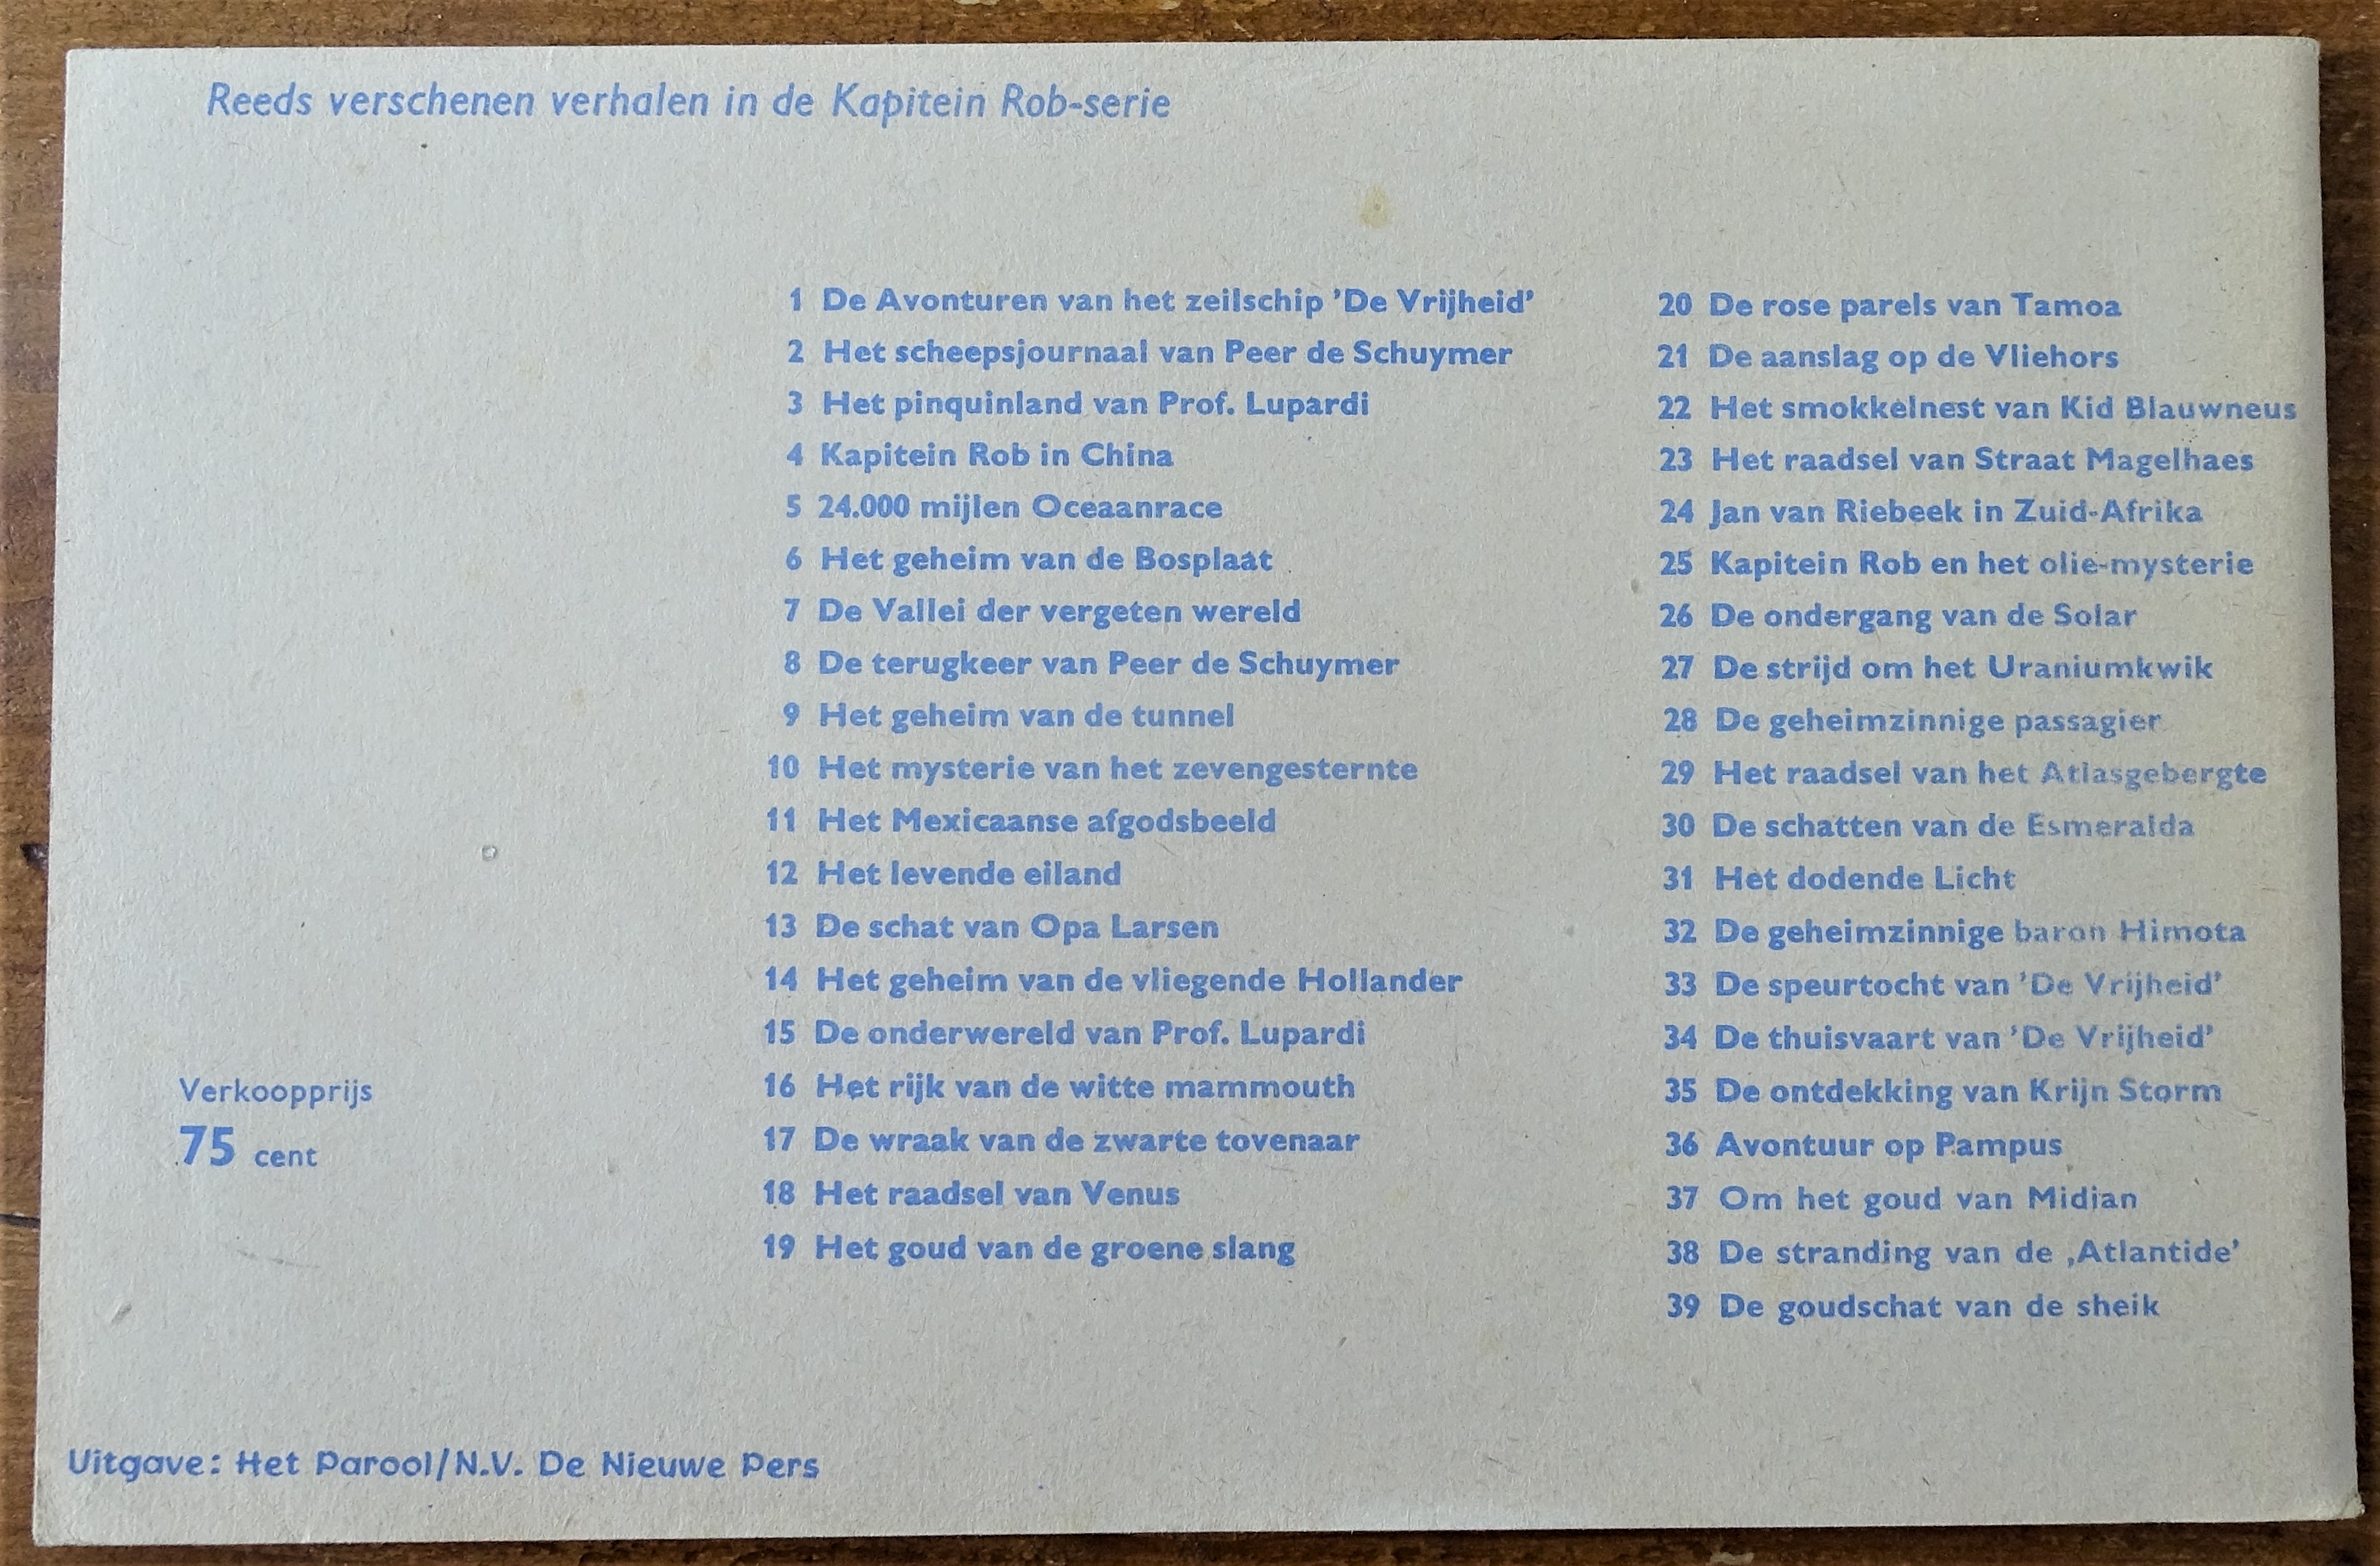 Reeds verschenen verhalen in de Kapitein Rob-serie
1 De Avonturen van het zeilschip 'De Vrijheid'
2 Het scheepsjournaal van Peer de Schuymer
3 Het pinquinland van Prof. Lupardi
4 Kapitein Rob in China
5 24.000 mijlen Oceaanrace
6 Het geheim van de Bosplaat
7 De Vallei der vergeten wereld
8 De terugkeer van Peer de Schuymer
9 Het geheim van de tunnel
10 Het mysterie van het zevengesternte
11 Het Mexicaanse afgodsbeeld
12 Het levende eiland
13 De schat van Opa Larsen
14 Het geheim van de vliegende Hollander
15 De onderwereld van Prof. Lupardi
16 Het rijk van de witte mammouth
17 De wraak van de zwarte tovenaar
18 Het raadsel van Venus
19 Het goud van de groene slang
20 De rose parels van Tamoa
21 De aanslag op de Vliehors
22 Het smokkelnest van Kid Blauwneus
23 Het raadsel van Straat Magelhaes
24 Jan van Riebeek in Zuid-Afrika
25 Kapitein Rob en het olie-mysterie
26 De ondergang van de Solar
27 De strijd om het Uraniumkwik
28 De geheimzinnige passagier
29 Het raadsel van het Atlasgebergte
30 De schatten van de Esmeralda
31 Het dodende Licht
32 De geheimzinnige baron Himota
33 De speurtocht van 'De Vrijheid'
34 De thuisvaart van 'De Vrijheid'
35 De ontdekking van Krijn Storm
36 Avontuur op Pampus
37 Om het goud van Midian
38 De stranding van de ,Atlantide'
39 De goudschat van de sheik
Verkoopprijs
75 cent
Uitgave: Het Parool/N.V. De Nieuwe Pers